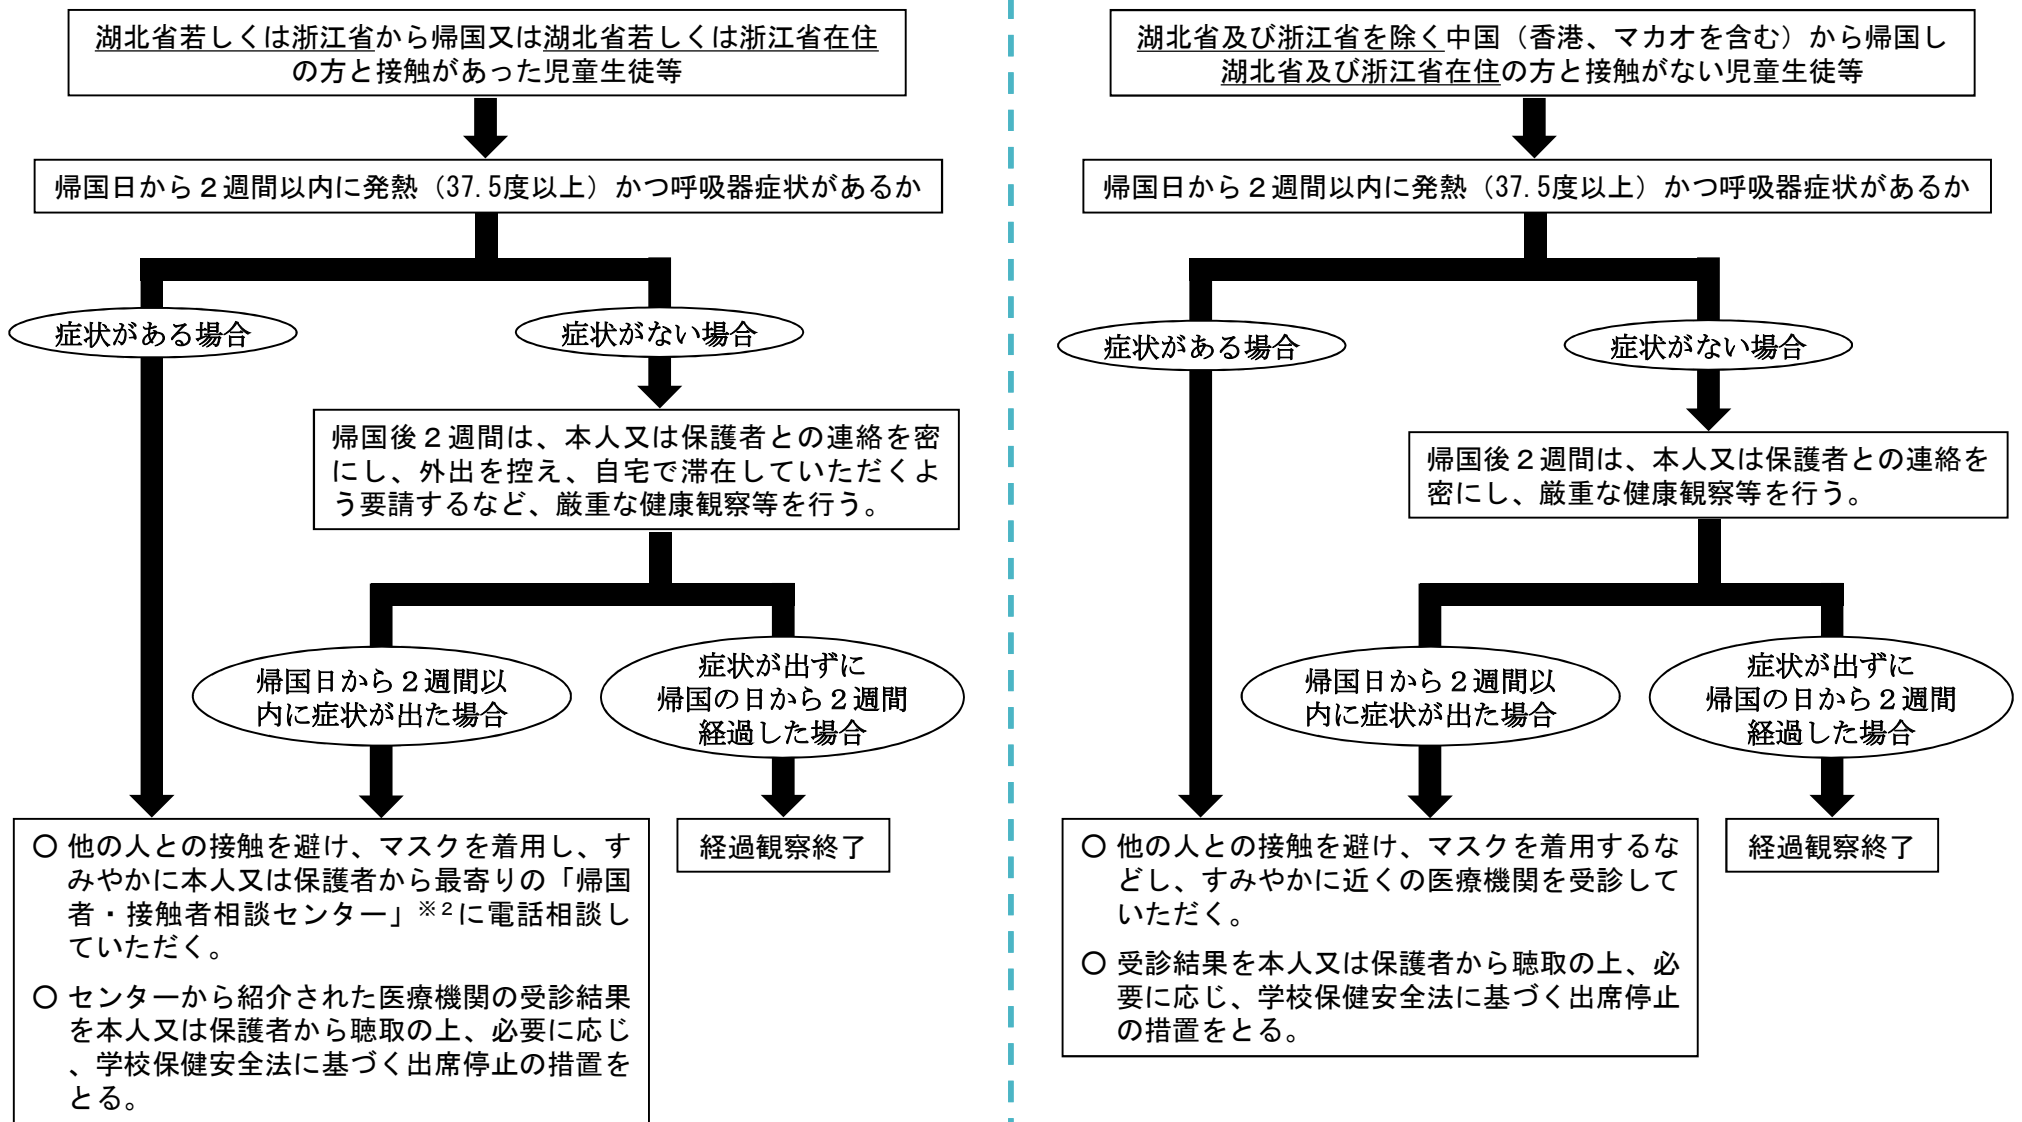 湖北省若しくは浙江省から帰国又は湖北省若しくは浙江省在住
の方と接触があった児童生徒等
帰国日から２週間以内に発熱（37.5度以上）かつ呼吸器症状があるか
症状がある場合
症状がない場合
帰国後２週間は、本人又は保護者との連絡を密
にし、外出を控え、自宅で滞在していただくよ
う要請するなど、厳重な健康観察等を行う。
帰国日から２週間以
内に症状が出た場合
症状が出ずに
帰国の日から２週間
経過した場合
○ 他の人との接触を避け、マスクを着用し、す
みやかに本人又は保護者から最寄りの「帰国
者・接触者相談センター」※２に電話相談し
ていただく。
○ センターから紹介された医療機関の受診結果
を本人又は保護者から聴取の上、必要に応じ
、学校保健安全法に基づく出席停止の措置を
とる。
経過観察終了
湖北省及び浙江省を除く中国（香港、マカオを含む）から帰国し
湖北省及び浙江省在住の方と接触がない児童生徒等
帰国日から２週間以内に発熱（37.5度以上）かつ呼吸器症状があるか
症状がある場合
症状がない場合
帰国後２週間は、本人又は保護者との連絡を
密にし、厳重な健康観察等を行う。
帰国日から２週間以
内に症状が出た場合
症状が出ずに
帰国の日から２週間
経過した場合
○ 他の人との接触を避け、マスクを着用するな
どし、すみやかに近くの医療機関を受診して
いただく。
○ 受診結果を本人又は保護者から聴取の上、必
要に応じ、学校保健安全法に基づく出席停止
の措置をとる。
経過観察終了